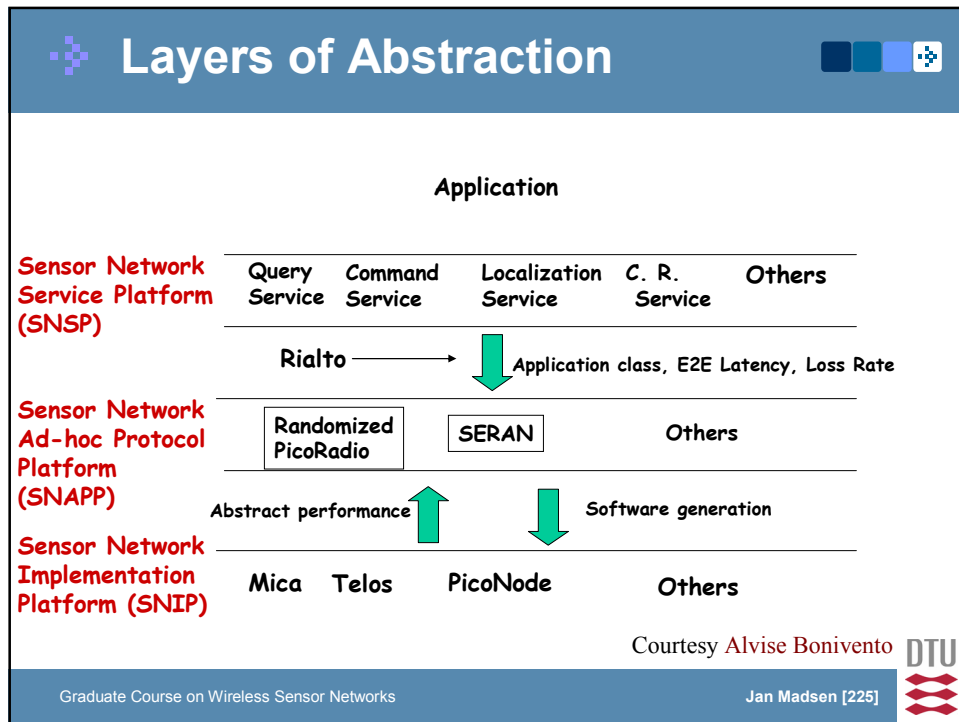 Layers of Abstraction
Application
Sensor Network
Service Platform
(SNSP)
Query
Service
Command
Service
Localization
Service
C. R.
Service
Others
Rialto
Application class, E2E Latency, Loss Rate
Sensor Network
Ad-hoc Protocol
Platform
(SNAPP)
Randomized
PicoRadio
SERAN
Others
Abstract performance
Software generation
Sensor Network
Implementation
Platform (SNIP)
Mica
Telos
PicoNode
Others
Courtesy Alvise Bonivento
DTU
Graduate Course on Wireless Sensor Networks
Jan Madsen [225]